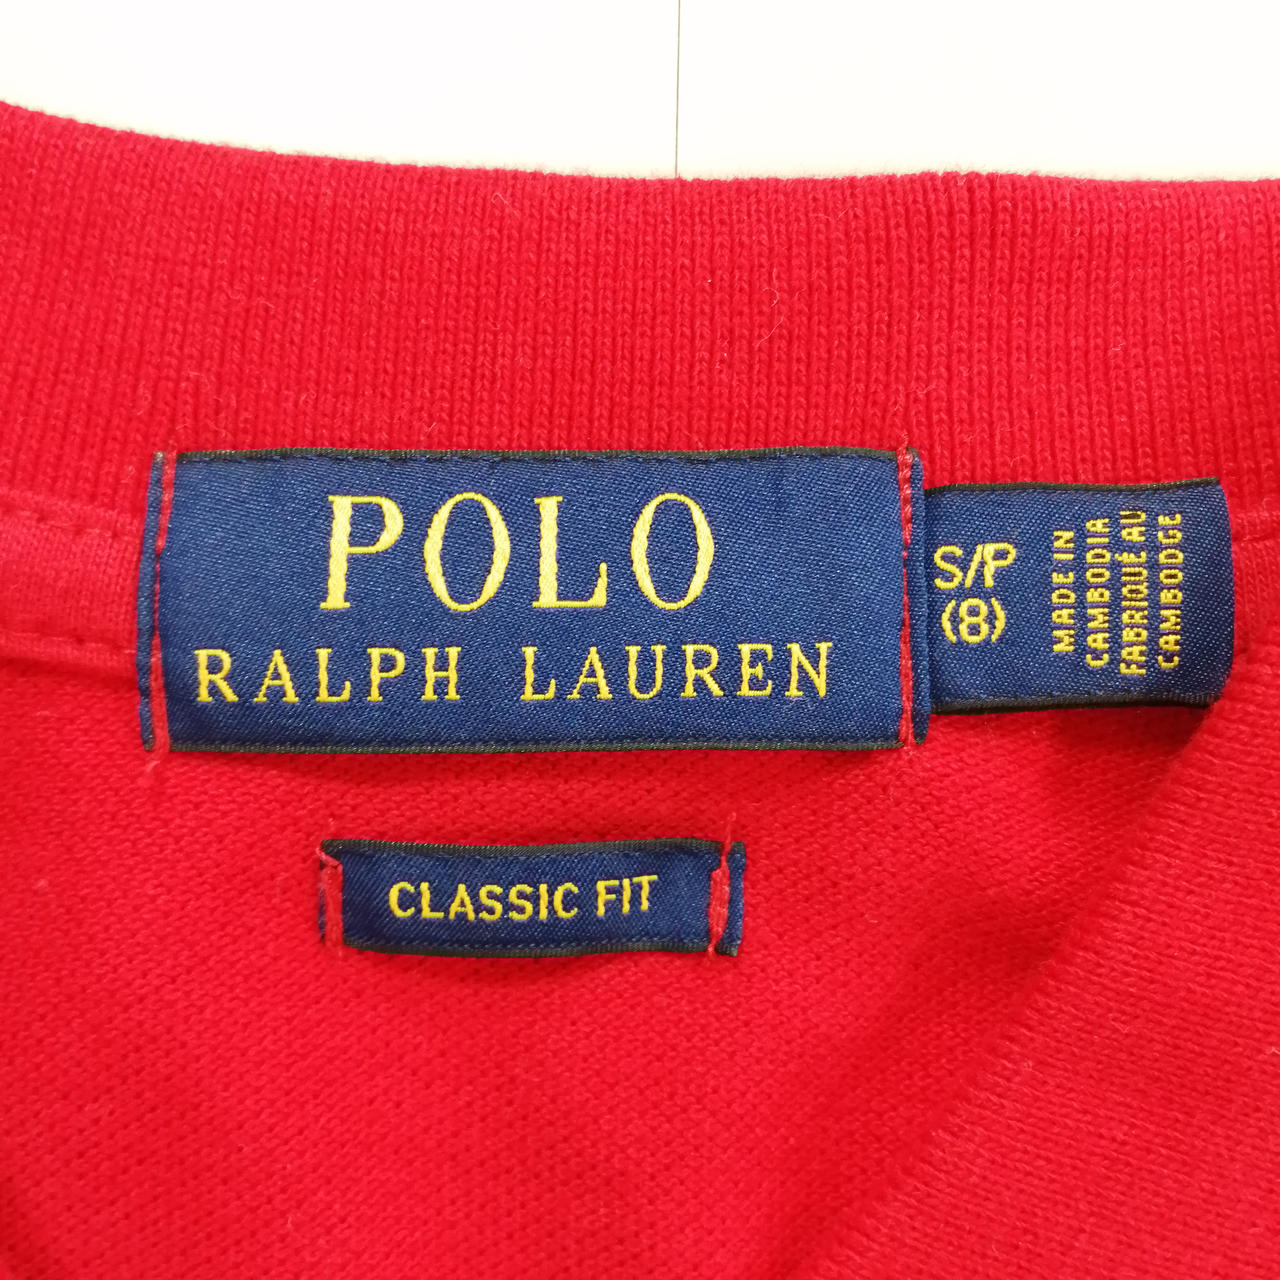 POLO
RALPH LAUREN
S/P
(8)
MADE IN
CAMBODIA
FABRIQUÉ AU
CAMBODGE
CLASSIC FIT